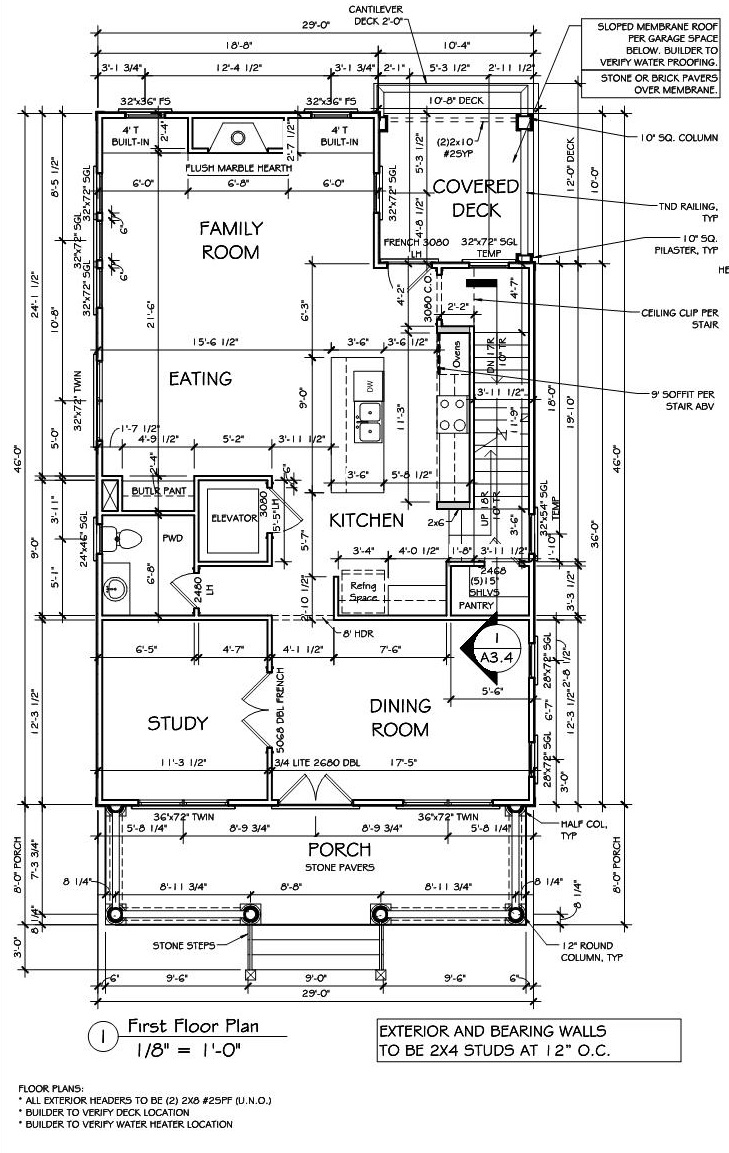 CANTILEVER
DECK 2'-0"
29'-0"
18'-8"
10'-4"
3'-1 3/4"
12'-4 1/2"
3'-1 3/4"
2'-1"
5'-3 1/2"
2'-11 1/2"
SLOPED MEMBRANE ROOF
PER GARAGE SPACE
BELOW. BUILDER TO
VERIFY WATER PROOFING.
STONE OR BRICK PAVERS
OVER MEMBRANE.
32"x36" FS
32"x36" FS
10'-8" DECK
4' T
BUILT-IN
2'-4"
2'-7 1/2"
4' T
BUILT-IN
(2)2x10
#2SYP
10" SQ. COLUMN
FLUSH MARBLE HEARTH
5'-3 1/2"
12'-0" DECK
10'-0"
8'-5 1/2"
32"x72" SGL
6'-0"
6'-8"
6'-0"
32"x72" SGL
COVERED
DECK
TND RAILING,
TYP
FAMILY
ROOM
6"
32"x72" SGL
4'-8 1/2"
FRENCH 3080
LH
32"x72" SGL
TEMP
10" SQ.
PILASTER, TYP
HE
6"
32"x72" SGL
24'-1 1/2"
10'-8"
21'-6"
6'-3"
4'-2"
3080 C.O.
2'-2"
4'-7"
CEILING CLIP PER
STAIR
15'-6 1/2"
3'-6"
3'-6 1/2"
Ovens
DN 17R
10" TR
EATING
DW
9'-0"
11'-3"
3'-11 1/2"
11'-9"
18'-0"
19'-10"
9' SOFFIT PER
STAIR ABV
32"x72" TWIN
5'-0"
1'-7 1/2"
4'-9 1/2"
5'-2"
3'-11 1/2"
46'-0"
46'-0"
2'-4"
6"
3'-6"
5'-8 1/2"
BUTLR PANT
3'-11"
ELEVATOR
3080
LH
5'-5"
KITCHEN
2x6
UP 18R
10" TR
3'-6"
32"x54" SGL
TEMP
36'-0"
24"x46" SGL
PWD
5'-7"
1'-10"
9'-0"
5'-1"
6'-8"
2480
LH
3'-4"
4'-0 1/2"
1'-8"
3'-11 1/2"
2468
(5)15"
SHLVS
PANTRY
Refrig
Space
2'-10 1/2"
3'-3 1/2"
8' HDR
1
A3.4
6'-5"
4'-7"
4'-1 1/2"
7'-6"
5'-6"
28"x72" SGL
2'-8 1/2"
12'-3 1/2"
STUDY
5068 DBL FRENCH
DINING
ROOM
6'-7"
12'-3 1/2"
11'-3 1/2"
3/4 LITE 2680 DBL
17'-5"
28"x72" SGL
3'-0"
36"x72" TWIN
36"x72" TWIN
5'-8 1/4"
8'-9 3/4"
8'-9 3/4"
5'-8 1/4"
HALF COL,
TYP
8'-0" PORCH
7'-3 3/4"
PORCH
STONE PAVERS
8'-0" PORCH
8 1/4"
8'-11 3/4"
8'-8"
8'-11 3/4"
8 1/4"
8 1/4"
8 1/4"
3'-0"
STONE STEPS
12" ROUND
COLUMN, TYP
6"
9'-6"
9'-0"
9'-6"
6"
29'-0"
1
First Floor Plan
1/8" = 1'-0"
EXTERIOR AND BEARING WALLS
TO BE 2X4 STUDS AT 12" O.C.
FLOOR PLANS:
* ALL EXTERIOR HEADERS TO BE (2) 2X8 #2SPF (U.N.O.)
* BUILDER TO VERIFY DECK LOCATION
* BUILDER TO VERIFY WATER HEATER LOCATION